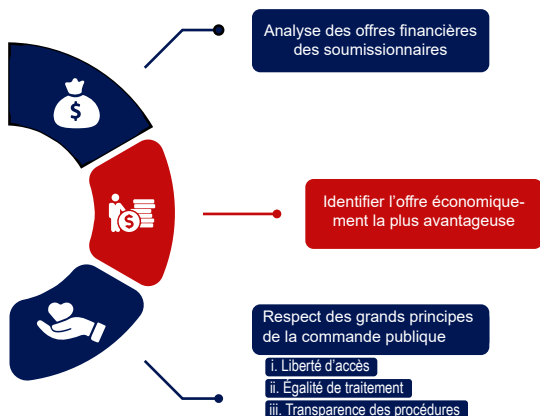 Analyse des offres financières
des soumissionnaires
$
$
Identifier l’offre économique-
ment la plus avantageuse
Respect des grands principes
de la commande publique
i. Liberté d’accès
ii. Égalité de traitement
iii. Transparence des procédures